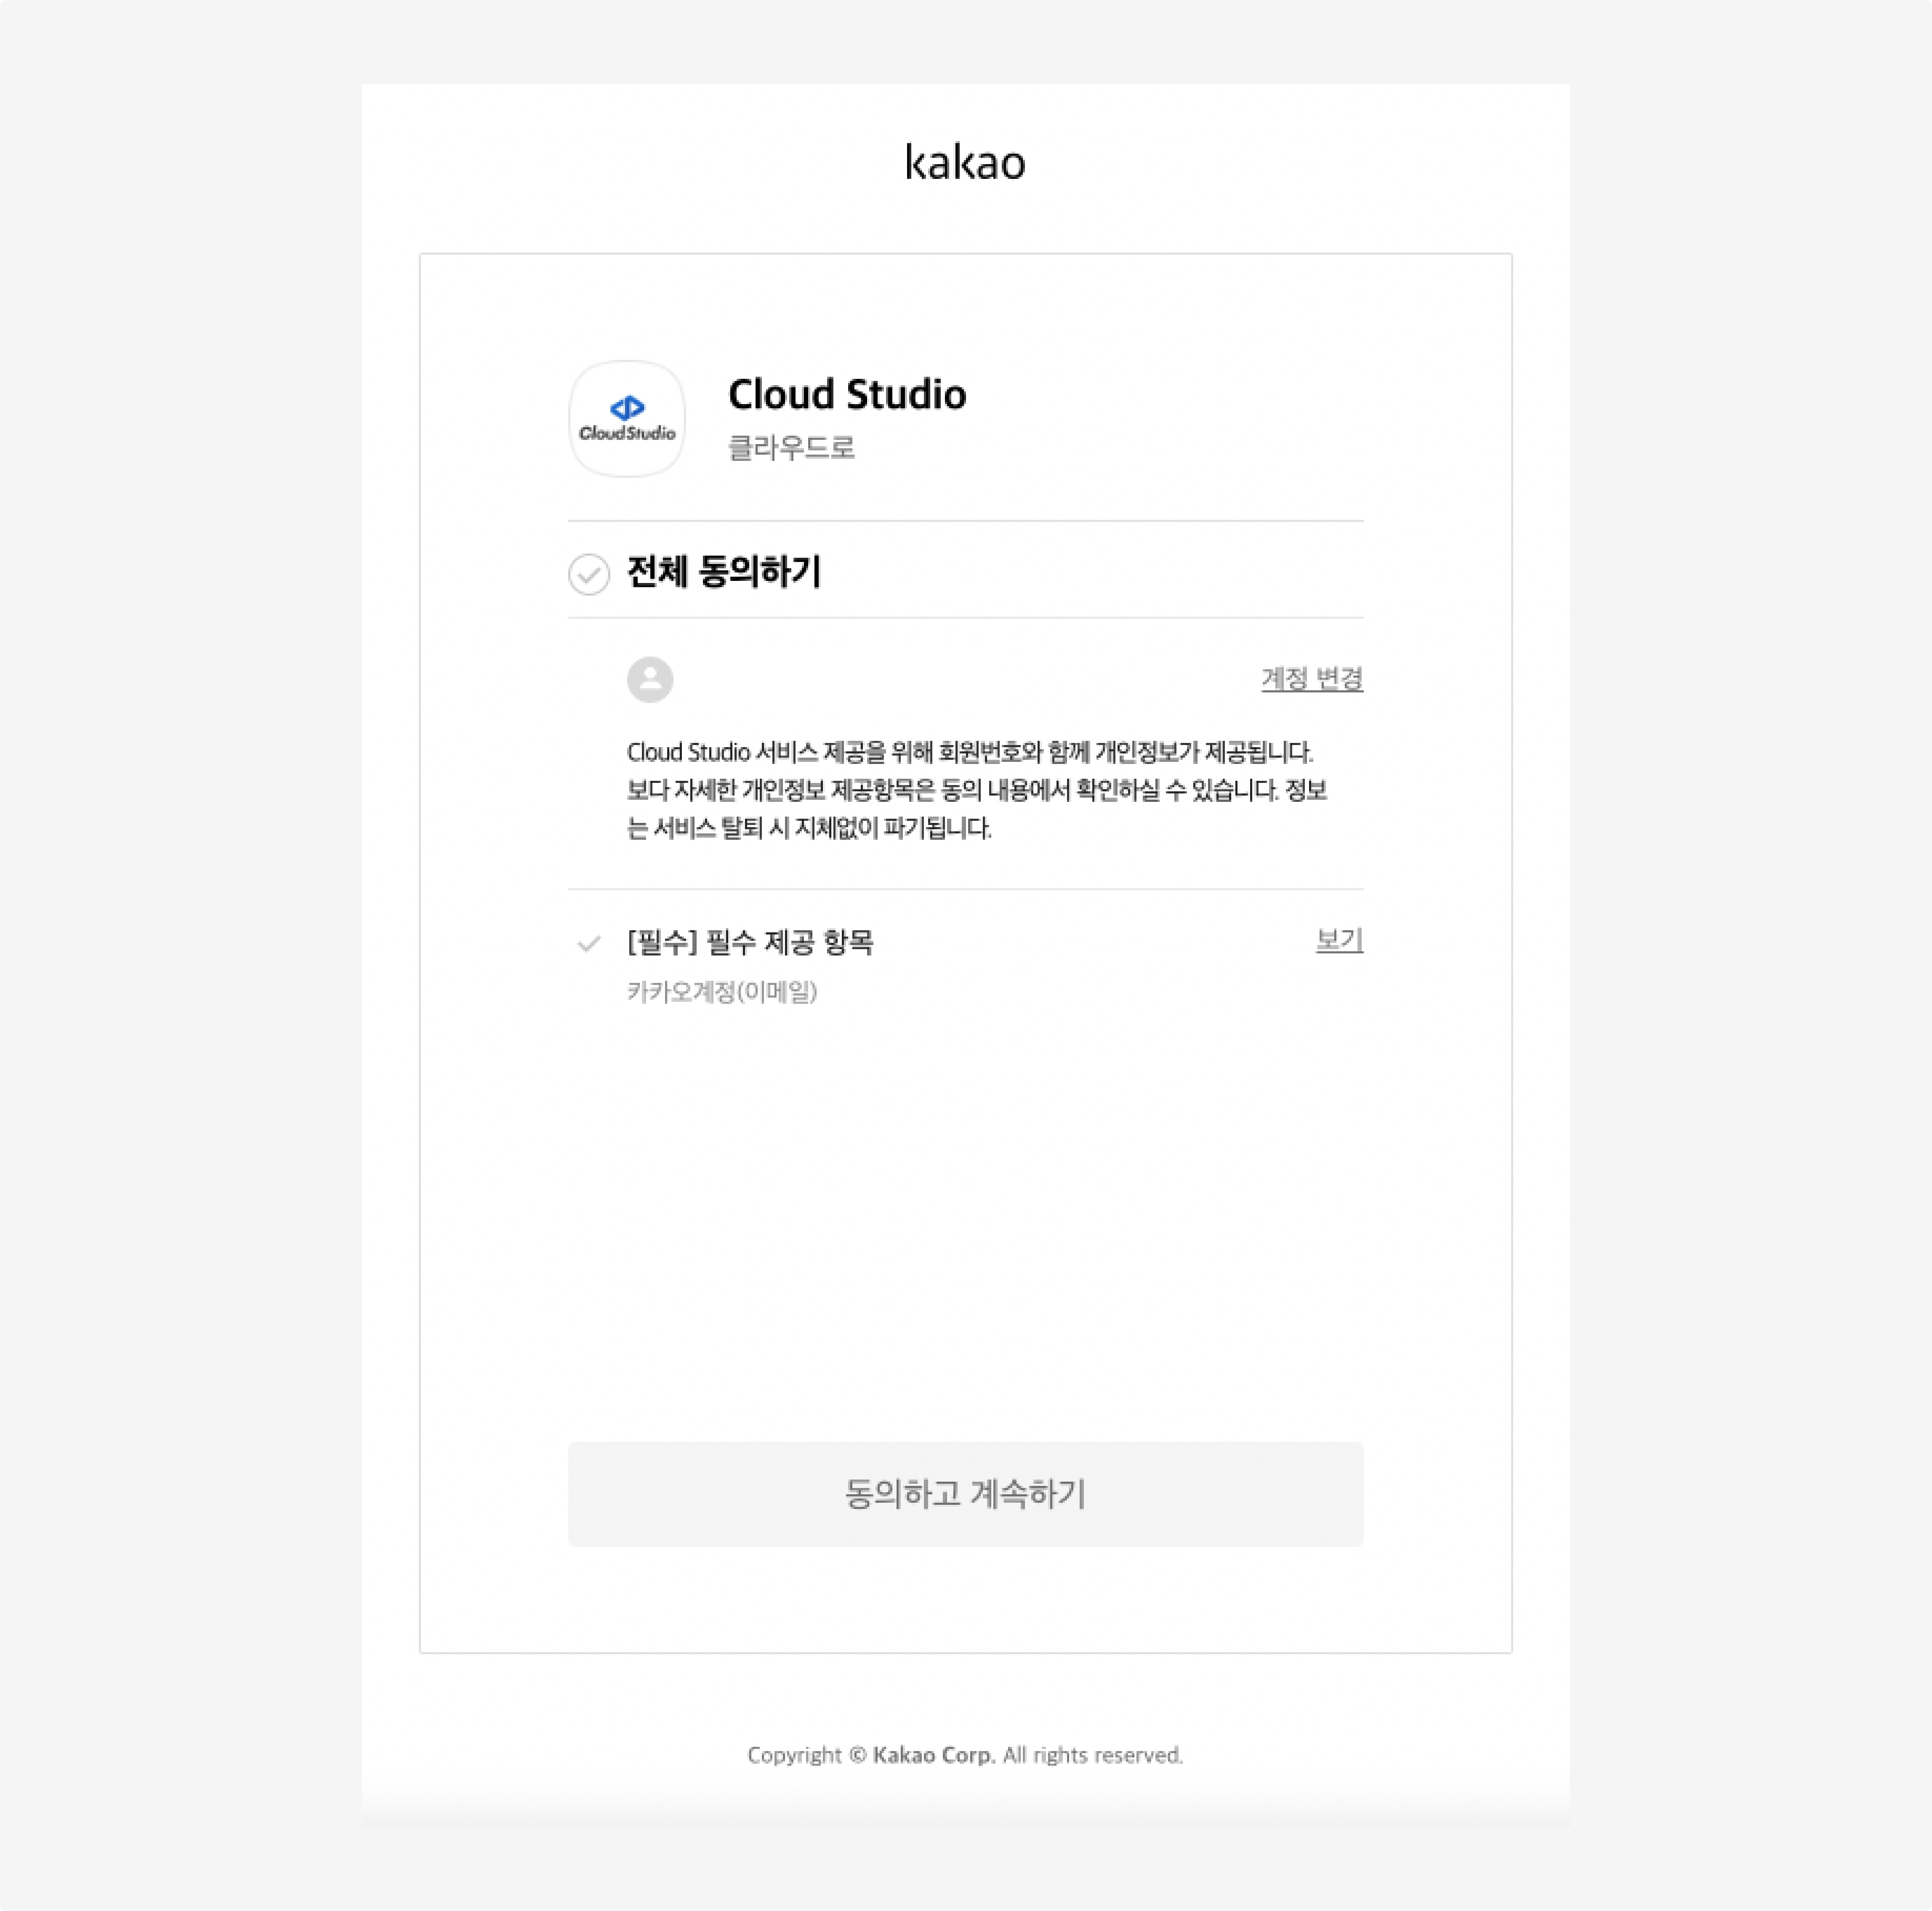 kakao
CloudStudio
Cloud Studio
클라우드로
전체 동의하기
계정 변경
Cloud Studio 서비스 제공을 위해 회원번호와 함께 개인정보가 제공됩니다.
보다 자세한 개인정보 제공항목은 동의 내용에서 확인하실 수 있습니다. 정보
는 서비스 탈퇴 시 지체없이 파기됩니다.
[필수] 필수 제공 항목
보기
카카오계정(이메일)
동의하고 계속하기
Copyright © Kakao Corp. All rights reserved.